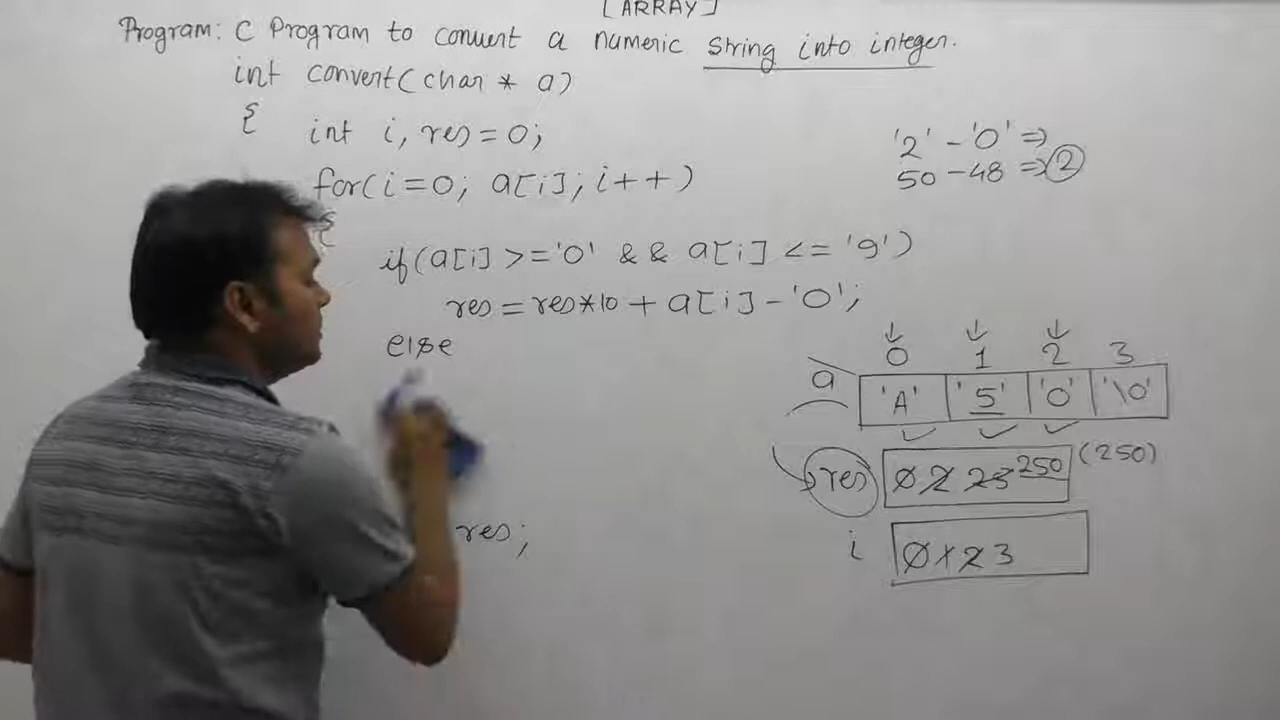 [ARRAY]
Program: C Program to convert a numeric string into integer.
int convert(char * a)
{
int i, res=0;
for(i=0; a[i]; i++)
{
if(a[i] >='0' && a[i] <= '9')
res = res*10 + a[i] - '0';
else
res;
'2' - '0' =>
50 - 48 => 2
0 1 2 3
a 'A' '5' '0' '\0'
res 0 2 25 250 (250)
i 0 1 2 3